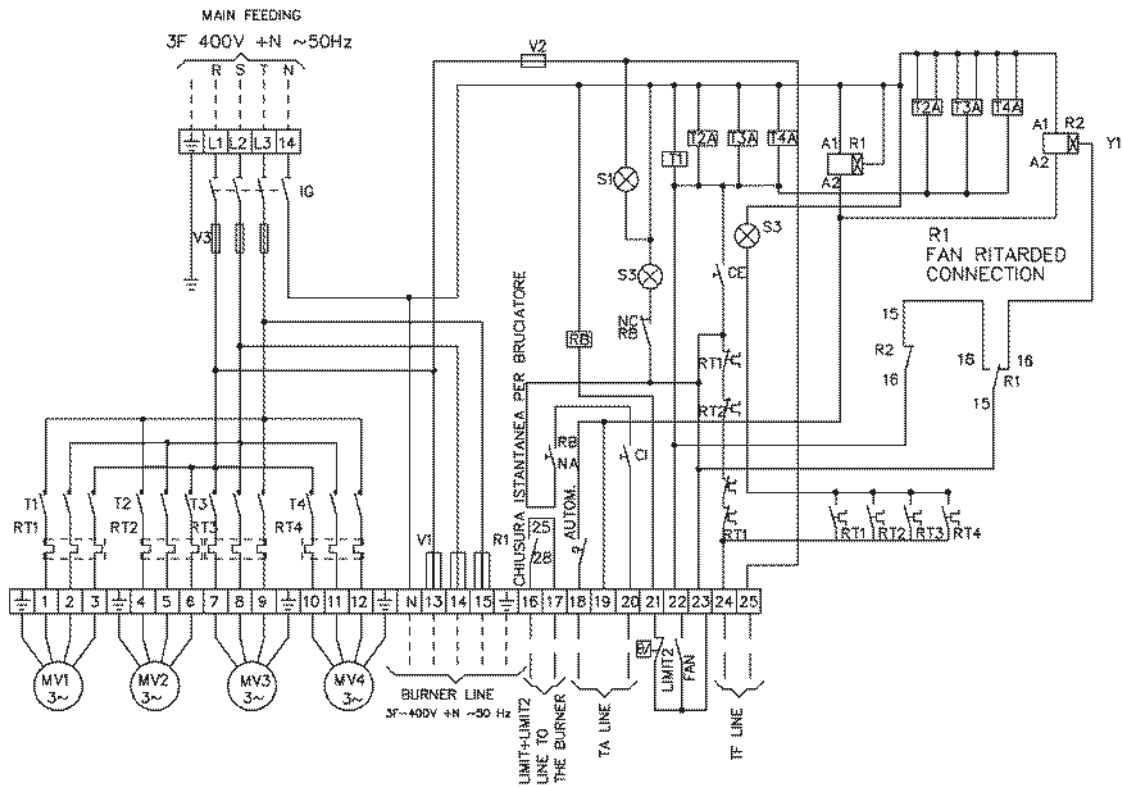 MAIN FEEDING
3F 400V +N ~50Hz
R S T N
L1 L2 L3 14
IG
V3
V2
S1
S3
NC
RB
RB
T1
T2A
T3A
T4A
A1 R1
A2
T2A T3A T4A
A1 R2
A2
Y1
S3
CE
R1
FAN RITARDED
CONNECTION
15
R2
16
18 16
R1
15
CHIUSURA ISTANTANEA PER BRUCIATORE
RT1
RT2
RB
NA
CI
AUTOM.
25
28
RT1
RT1 RT2 RT3 RT4
T1 T2 T3 T4
RT1 RT2 RT3 RT4
V1 R1
1 2 3 4 5 6 7 8 9 10 11 12 N 13 14 15 16 17 18 19 20 21 22 23 24 25
MV1
3~
MV2
3~
MV3
3~
MV4
3~
BURNER LINE
3F~400V +N ~50 Hz
LIMIT+LIMIT2
LINE TO
THE BURNER
TA LINE
LIMIT2
FAN
TF LINE